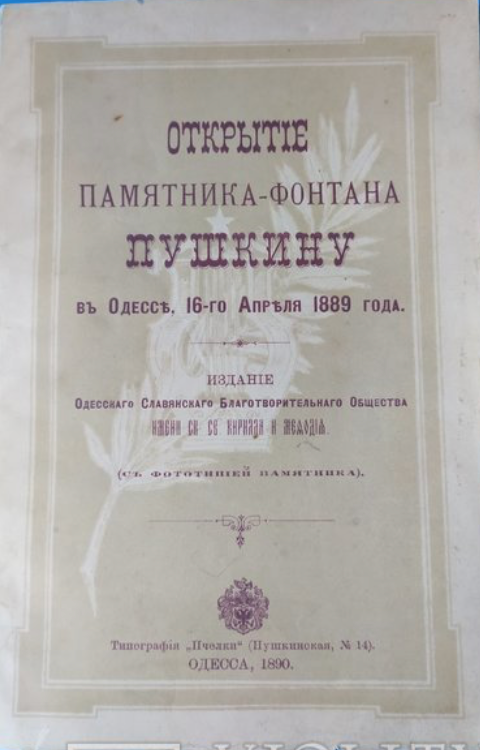 ОТКРЫТІЕ
ПАМЯТНИКА-ФОНТАНА
ПУШКИНУ
въ Одессѣ, 16-го Апрѣля 1889 года.
ИЗДАНІЕ
Одесскаго Славянскаго Благотворительнаго Общества
имени св св Кирилла и Меѳодія
(СЪ ФОТОТИПІЕЙ ПАМЯТНИКА).
Типографія „Пчелки“ (Пушкинская, № 14).
ОДЕССА, 1890.